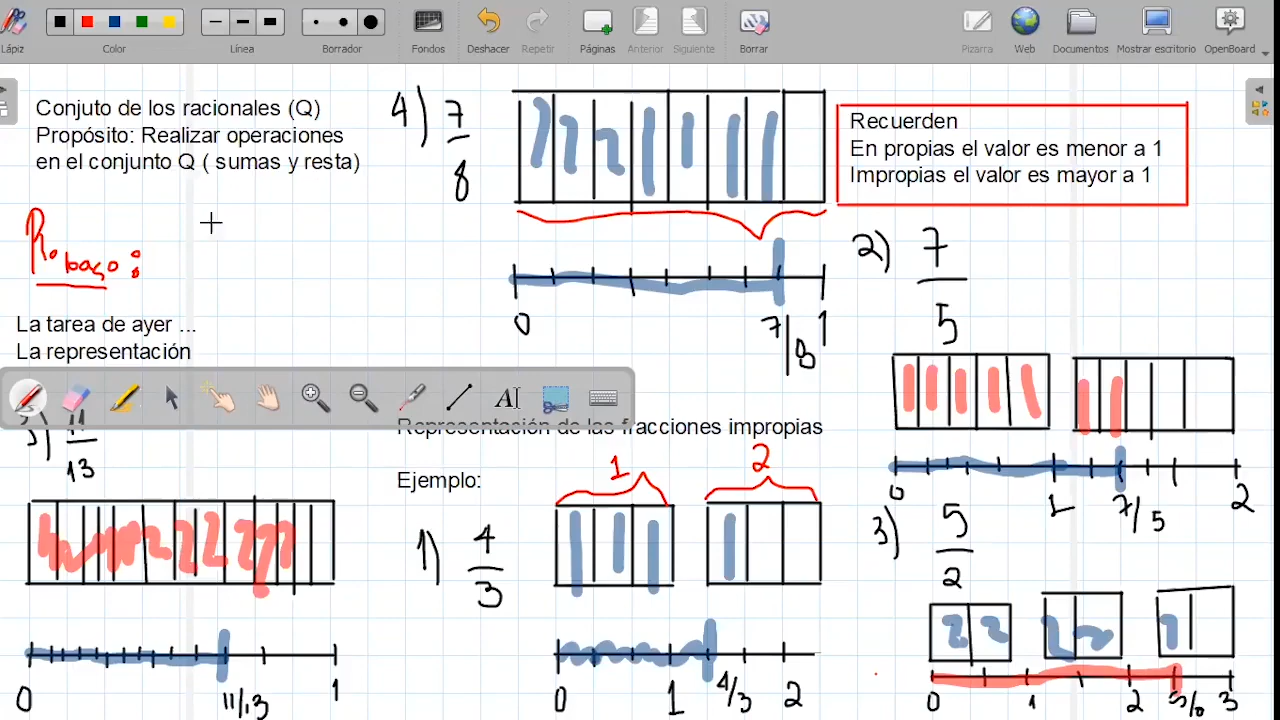 Lápiz
Color
Línea
Borrador
Fondos
Deshacer
Repetir
Páginas
Anterior
Siguiente
Borrar
Pizarra
Web
Documentos
Mostrar escritorio
OpenBoard
Conjuto de los racionales (Q)
Propósito: Realizar operaciones
en el conjunto Q ( sumas y resta)
La tarea de ayer ...
La representación
3) 11/13
0 11/13 1
4) 7/8
0 7/8 1
Recuerden
En propias el valor es menor a 1
Impropias el valor es mayor a 1
Representación de las fracciones impropias
Ejemplo:
1 2
1) 4/3
0 1 4/3 2
2) 7/5
0 1 7/5 2
3) 5/2
0 1 2 3